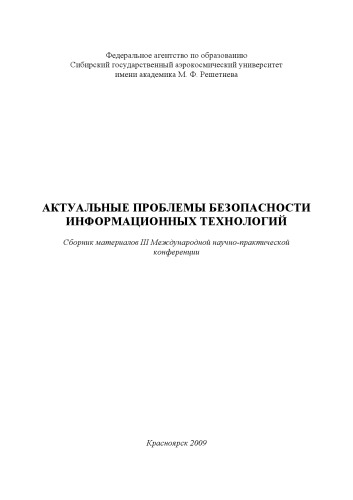 Федеральное агентство по образованию
Сибирский государственный аэрокосмический университет
имени академика М. Ф. Решетнева
АКТУАЛЬНЫЕ ПРОБЛЕМЫ БЕЗОПАСНОСТИ
ИНФОРМАЦИОННЫХ ТЕХНОЛОГИЙ
Сборник материалов III Международной научно-практической
конференции
Красноярск 2009